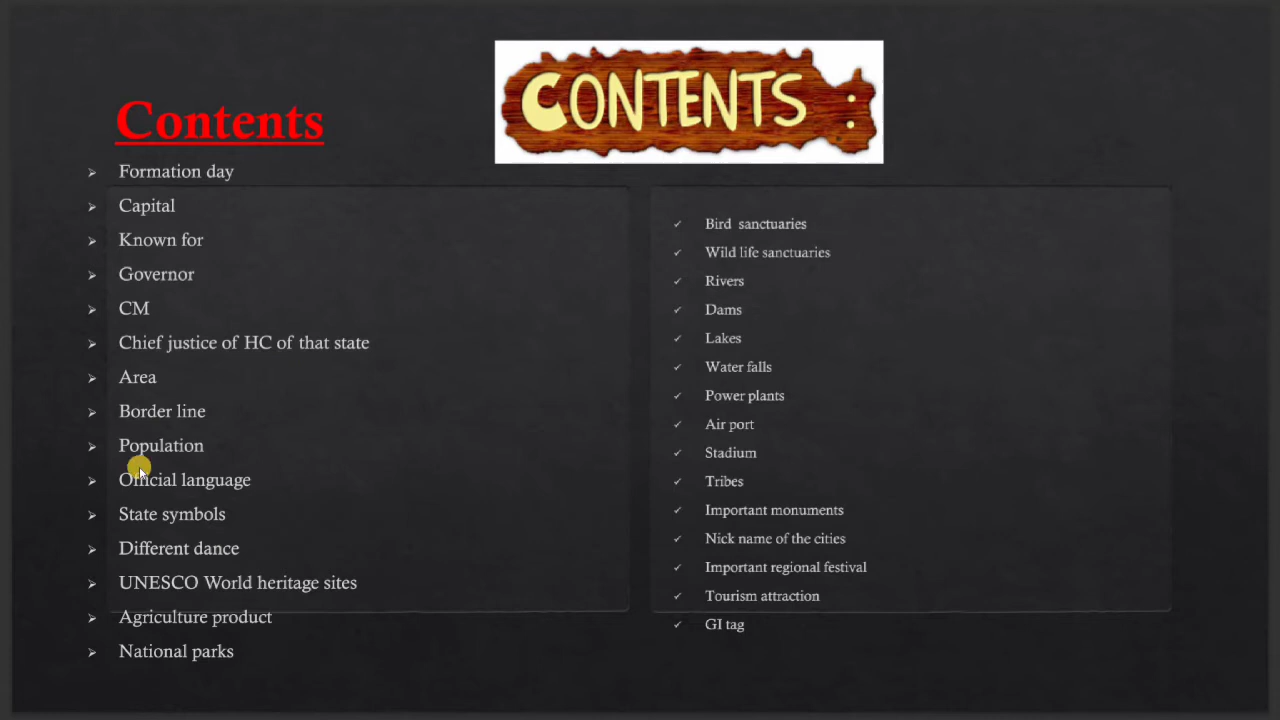 CONTENTS :
Contents
Formation day
Capital
Known for
Governor
CM
Chief justice of HC of that state
Area
Border line
Population
Official language
State symbols
Different dance
UNESCO World heritage sites
Agriculture product
National parks
Bird sanctuaries
Wild life sanctuaries
Rivers
Dams
Lakes
Water falls
Power plants
Air port
Stadium
Tribes
Important monuments
Nick name of the cities
Important regional festival
Tourism attraction
GI tag